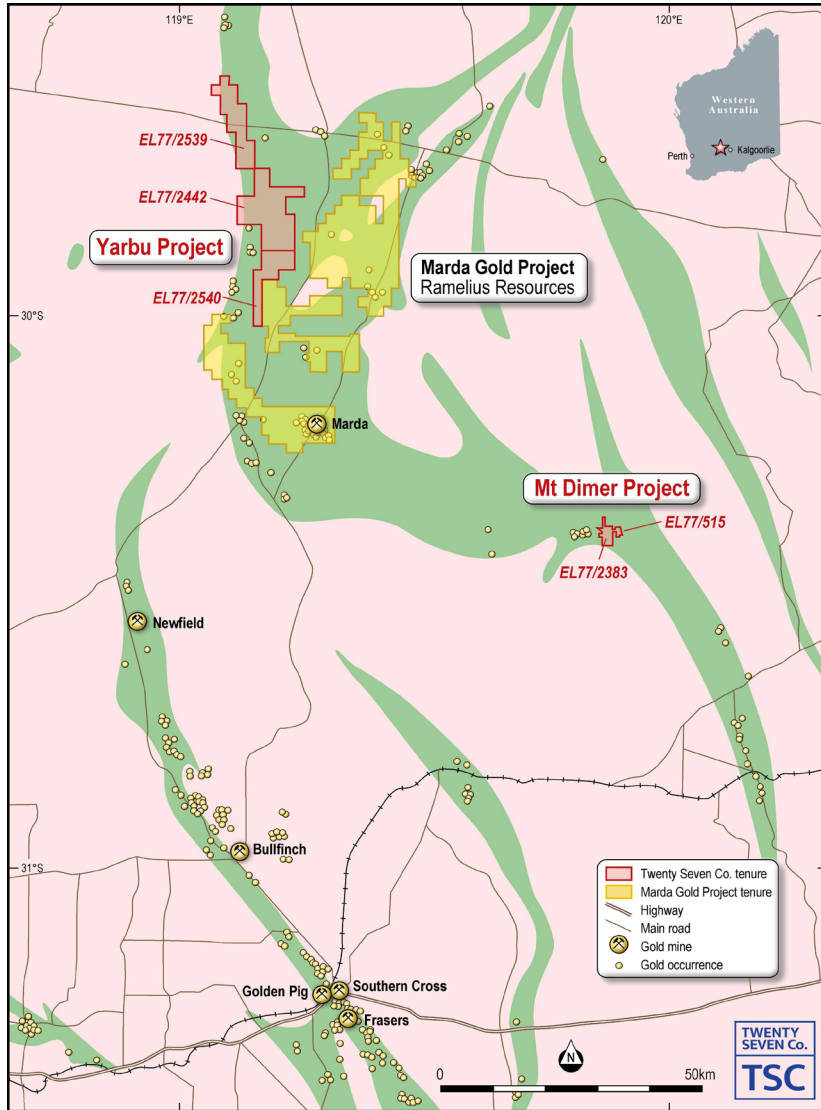 119°E
120°E
Western
Australia
Perth
Kalgoorlie
EL77/2539
EL77/2442
Yarbu Project
EL77/2540
Marda Gold Project
Ramelius Resources
30°S
Marda
Mt Dimer Project
EL77/515
EL77/2383
Newfield
Bullfinch
31°S
Twenty Seven Co. tenure
Marda Gold Project tenure
Highway
Main road
Gold mine
Gold occurrence
Golden Pig
Southern Cross
Frasers
N
0
50km
TWENTY
SEVEN Co.
TSC